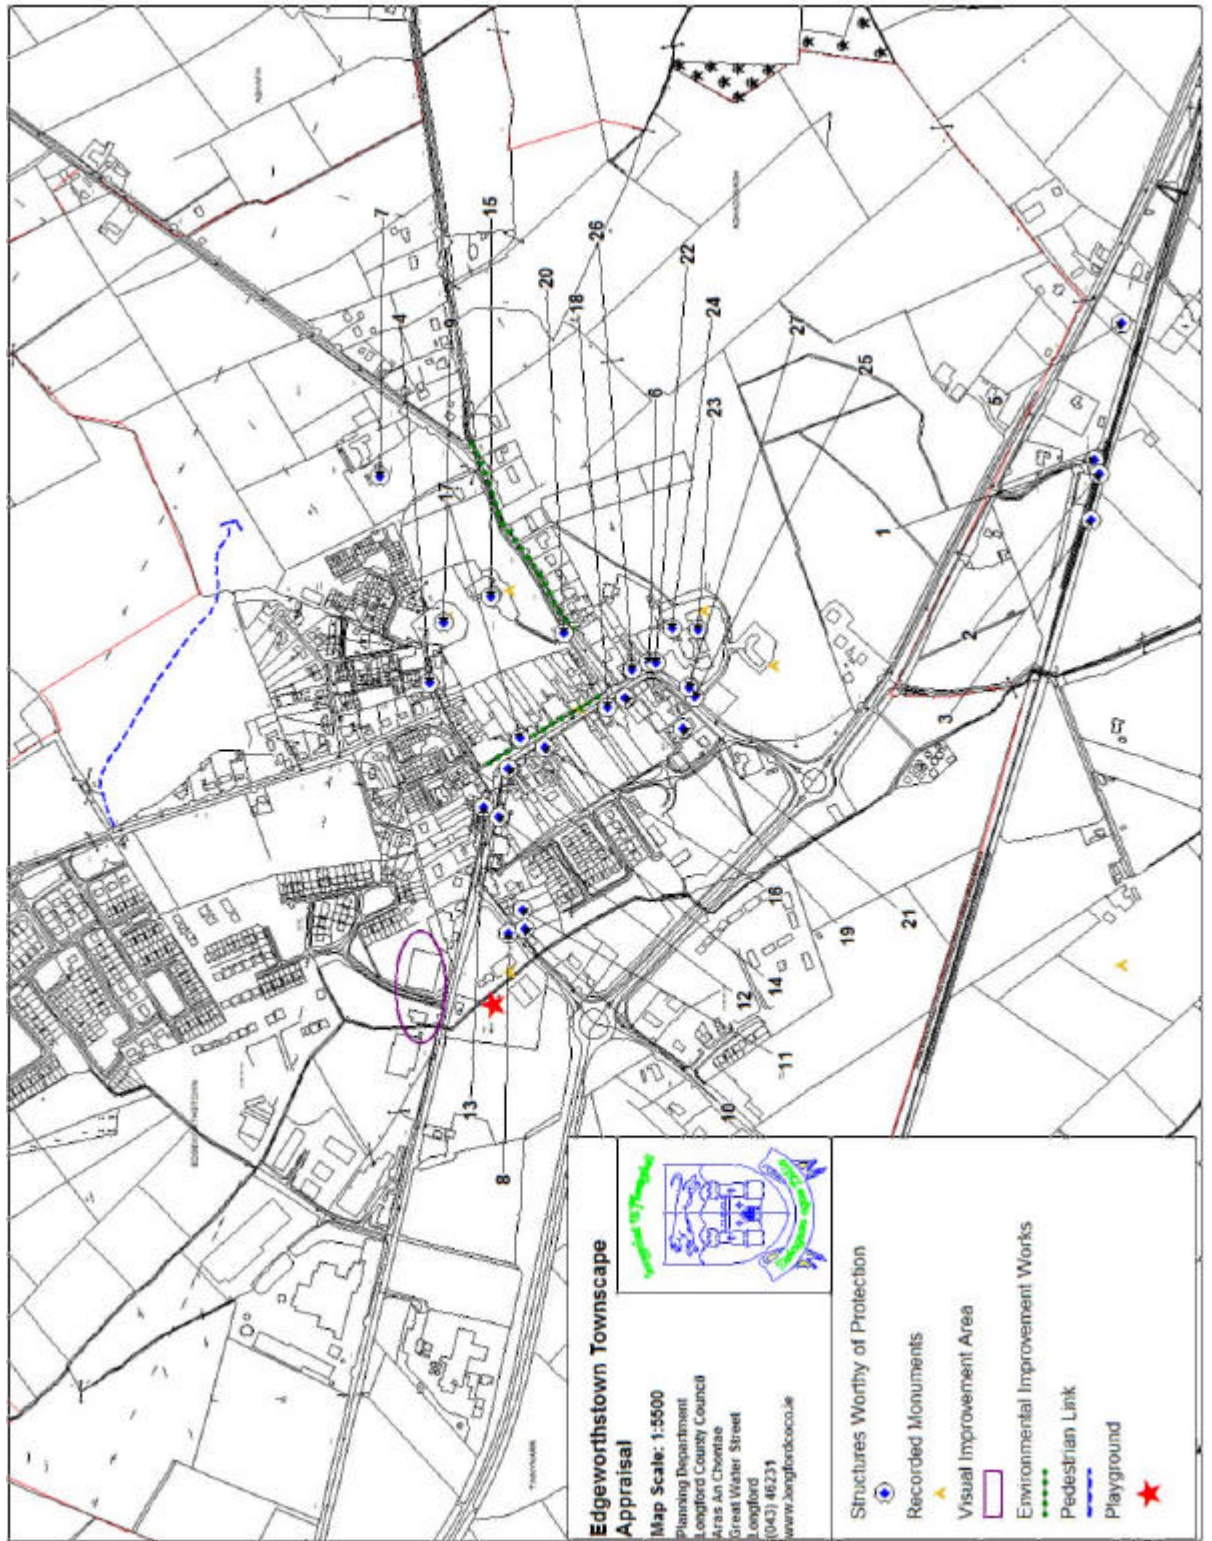 Edgeworthstown Townscape
Appraisal
Map Scale: 1:5500
Planning Department
Longford County Council
Aras An Chontae
Great Water Street
Longford
(043) 46231
www.longfordcoco.ie
Structures Worthy of Protection
Recorded Monuments
Visual Improvement Area
Environmental Improvement Works
Pedestrian Link
Playground
7
4
9
17
15
20
18
26
6
22
24
23
27
25
5
1
2
3
13
8
10
11
12
14
16
19
21